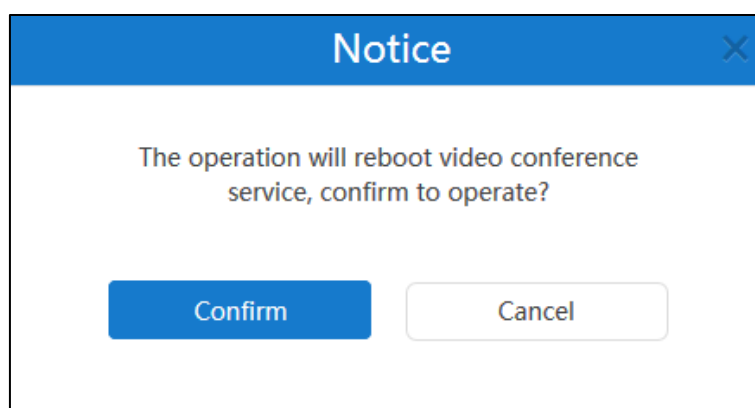 Notice
The operation will reboot video conference
service, confirm to operate?
Confirm
Cancel